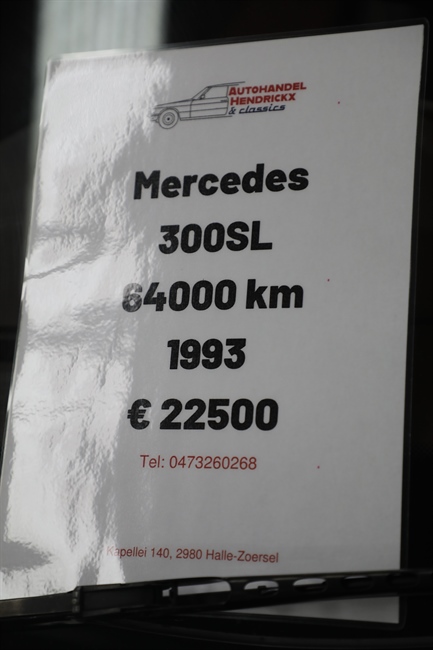 AUTOHANDEL
HENDRICKX
& classics
Mercedes
300SL
64000 km
1993
€ 22500
Tel: 0473260268
Kapellei 140, 2980 Halle-Zoersel